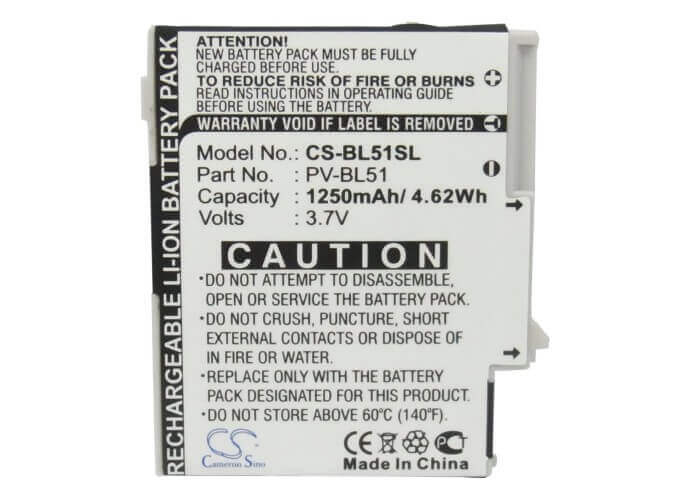 RECHARGEABLE LI-ION BATTERY PACK
ATTENTION!
NEW BATTERY PACK MUST BE FULLY
CHARGED BEFORE USE.
TO REDUCE RISK OF FIRE OR BURNS
READ INSTRUCTIONS IN OPERATING GUIDE
BEFORE USING THE BATTERY.
WARRANTY VOID IF LABEL REMOVED
Model No.: CS-BL51SL
Part No. : PV-BL51
Capacity : 1250mAh/ 4.62Wh
Volts : 3.7V
CAUTION
•DO NOT ATTEMPT TO DISASSEMBLE,
OPEN OR SERVICE THE BATTERY PACK.
•DO NOT CRUSH, PUNCTURE, SHORT
EXTERNAL CONTACTS, OR DISPOSE OF
IN FIRE OR WATER.
•REPLACE ONLY WITH THE BATTERY
PACK DESIGNATED FOR THIS PRODUCT.
•DO NOT STORE ABOVE 60℃ (140℉)
CS
Cameron Sino
CE
MADE IN CHINA